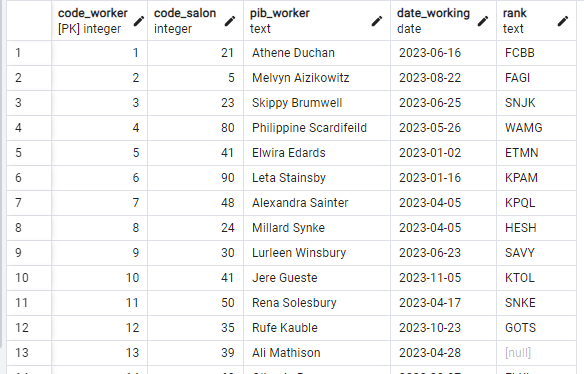 code_worker code_salon pib_worker date_working rank
[PK] integer integer text date text
1 1 21 Athene Duchan 2023-06-16 FCBB
2 2 5 Melvyn Aizikowitz 2023-08-22 FAGI
3 3 23 Skippy Brumwell 2023-06-25 SNJK
4 4 80 Philippine Scardifeild 2023-05-26 WAMG
5 5 41 Elwira Edards 2023-01-02 ETMN
6 6 90 Leta Stainsby 2023-01-16 KPAM
7 7 48 Alexandra Sainter 2023-04-05 KPQL
8 8 24 Millard Synke 2023-04-05 HESH
9 9 30 Lurleen Winsbury 2023-06-23 SAVY
10 10 41 Jere Gueste 2023-11-05 KTOL
11 11 50 Rena Solesbury 2023-04-17 SNKE
12 12 35 Rufe Kauble 2023-10-23 GOTS
13 13 39 Ali Mathison 2023-04-28 [null]